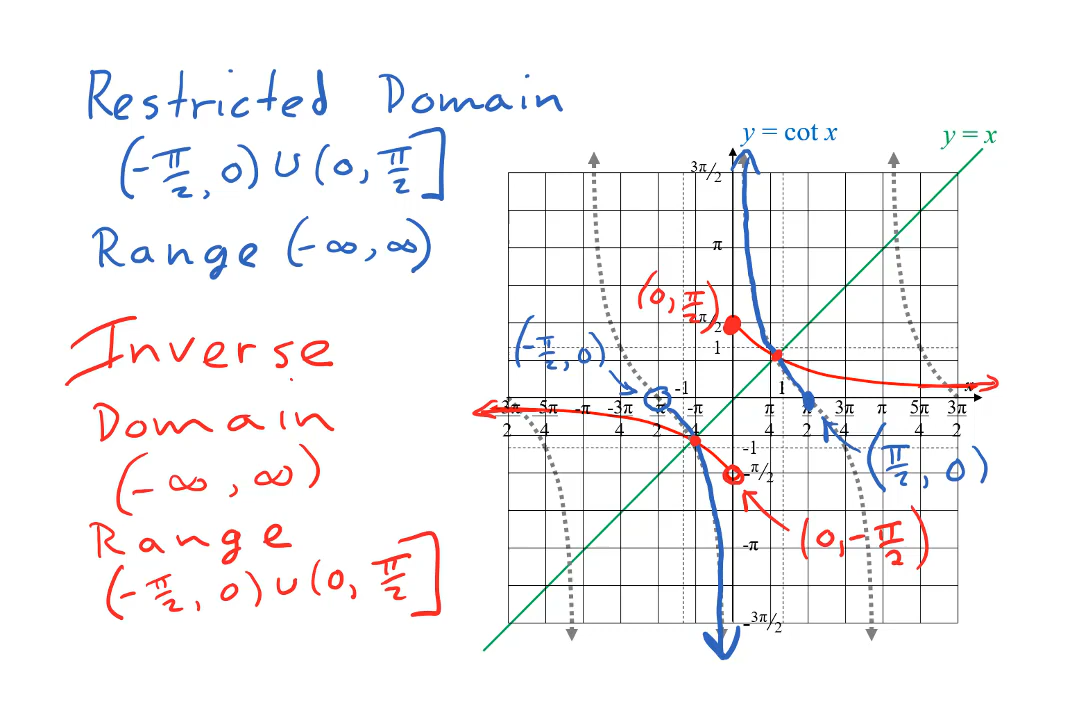 Restricted Domain
(-π/2, 0) ∪ (0, π/2]
Range (-∞, ∞)
Inverse
Domain
(-∞, ∞)
Range
(-π/2, 0) ∪ (0, π/2]
y = cot x
y = x
3π/2
π
(0, π/2)
π/2
1
(-π/2, 0)
-1
1
x
-3π/2 -5π/4 -π -3π/4 -π/2 -π/4 π/4 π/2 3π/4 π 5π/4 3π/2
-1
-π/2
(π/2, 0)
(0, -π/2)
-π
-3π/2